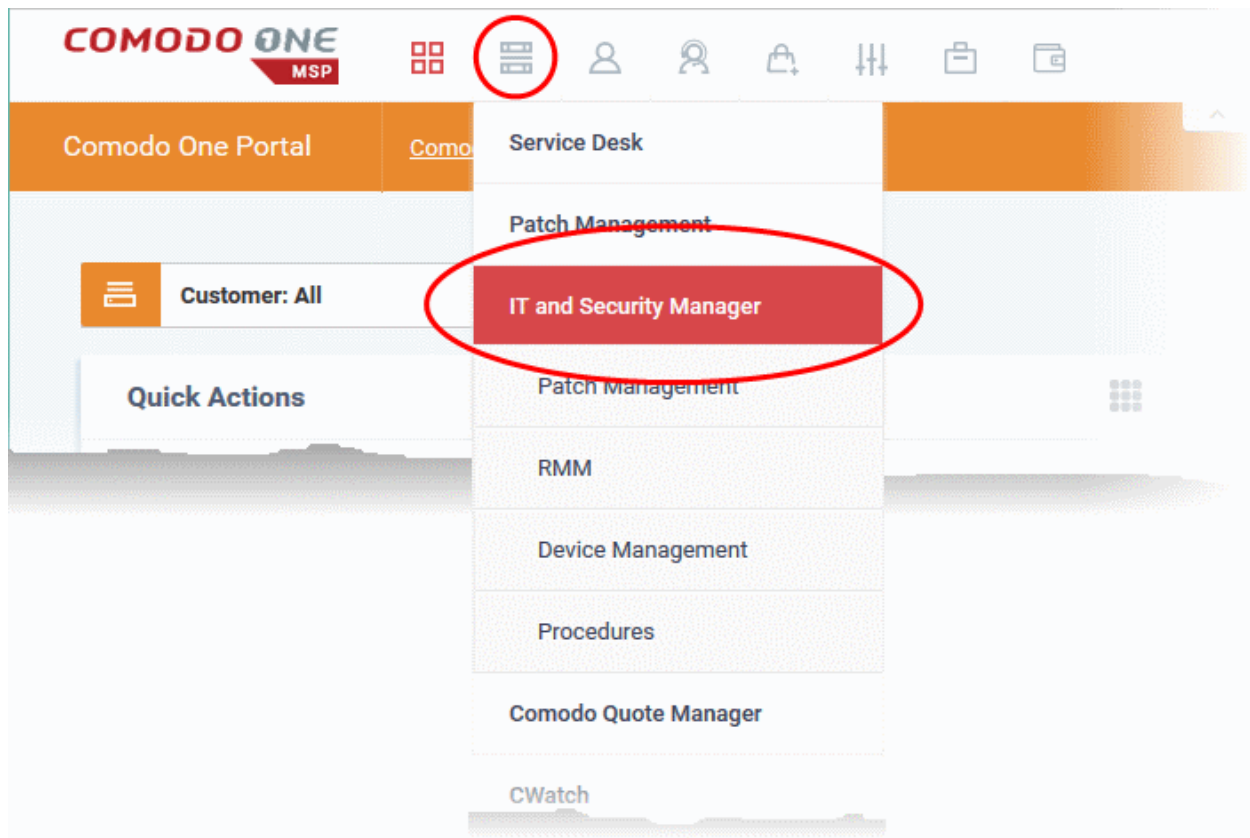 COMODO ONE
MSP
Comodo One Portal
Como
Service Desk
Patch Management
Customer: All
IT and Security Manager
Quick Actions
Patch Management
RMM
Device Management
Procedures
Comodo Quote Manager
CWatch